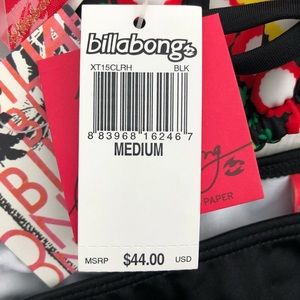 billabong
XT15CLRH BLK
8 83968 16246 7
MEDIUM
MSRP $44.00 USD
PAPER